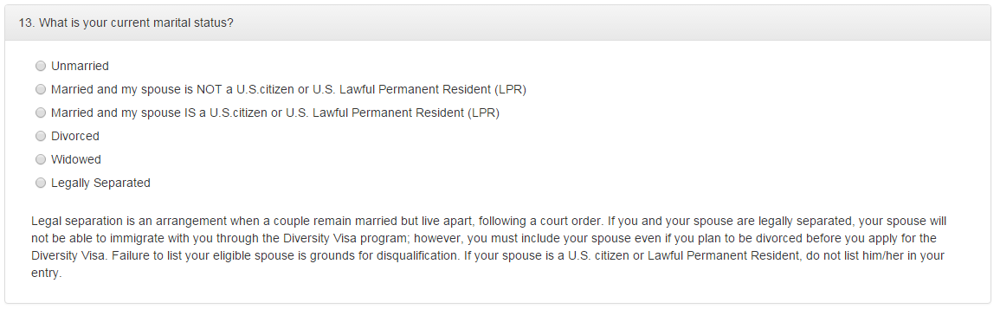 13. What is your current marital status?
Unmarried
Married and my spouse is NOT a U.S.citizen or U.S. Lawful Permanent Resident (LPR)
Married and my spouse IS a U.S.citizen or U.S. Lawful Permanent Resident (LPR)
Divorced
Widowed
Legally Separated
Legal separation is an arrangement when a couple remain married but live apart, following a court order. If you and your spouse are legally separated, your spouse will
not be able to immigrate with you through the Diversity Visa program; however, you must include your spouse even if you plan to be divorced before you apply for the
Diversity Visa. Failure to list your eligible spouse is grounds for disqualification. If your spouse is a U.S. citizen or Lawful Permanent Resident, do not list him/her in your
entry.